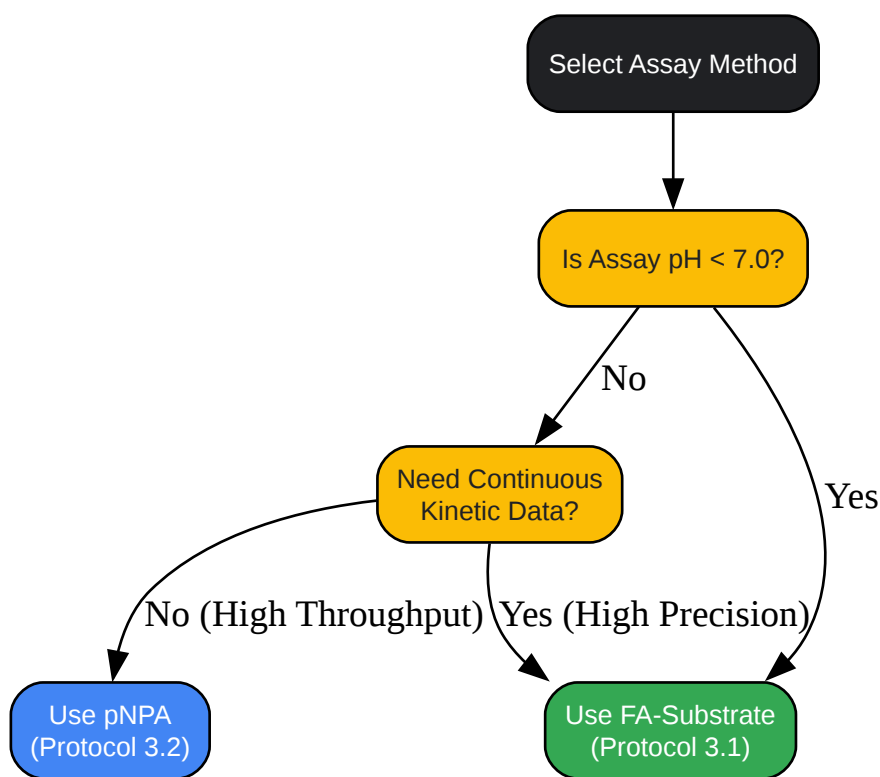 Select Assay Method
Is Assay pH < 7.0?
No
Need Continuous
Kinetic Data?
Yes
No (High Throughput)
Yes (High Precision)
Use pNPA
(Protocol 3.2)
Use FA-Substrate
(Protocol 3.1)